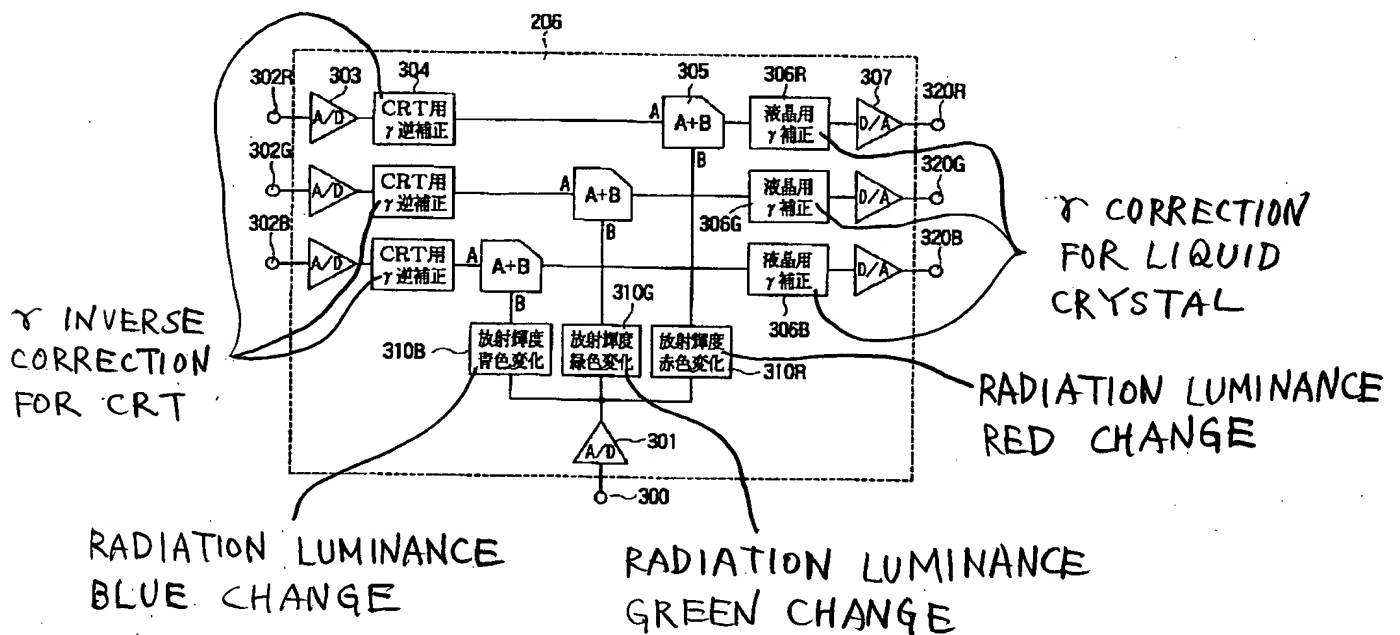 206
302R
303
304
305
306R
307
320R
A/D
CRT用
γ逆補正
A
A+B
B
液晶用
γ補正
D/A
302G
A/D
CRT用
γ逆補正
A
A+B
B
306G
液晶用
γ補正
D/A
320G
302B
A/D
CRT用
γ逆補正
A
A+B
B
液晶用
γ補正
306B
D/A
320B
γ CORRECTION
FOR LIQUID
CRYSTAL
γ INVERSE
CORRECTION
FOR CRT
310B
放射輝度
青色変化
310G
放射輝度
緑色変化
放射輝度
赤色変化
310R
RADIATION LUMINANCE
RED CHANGE
A/D
301
300
RADIATION LUMINANCE
BLUE CHANGE
RADIATION LUMINANCE
GREEN CHANGE